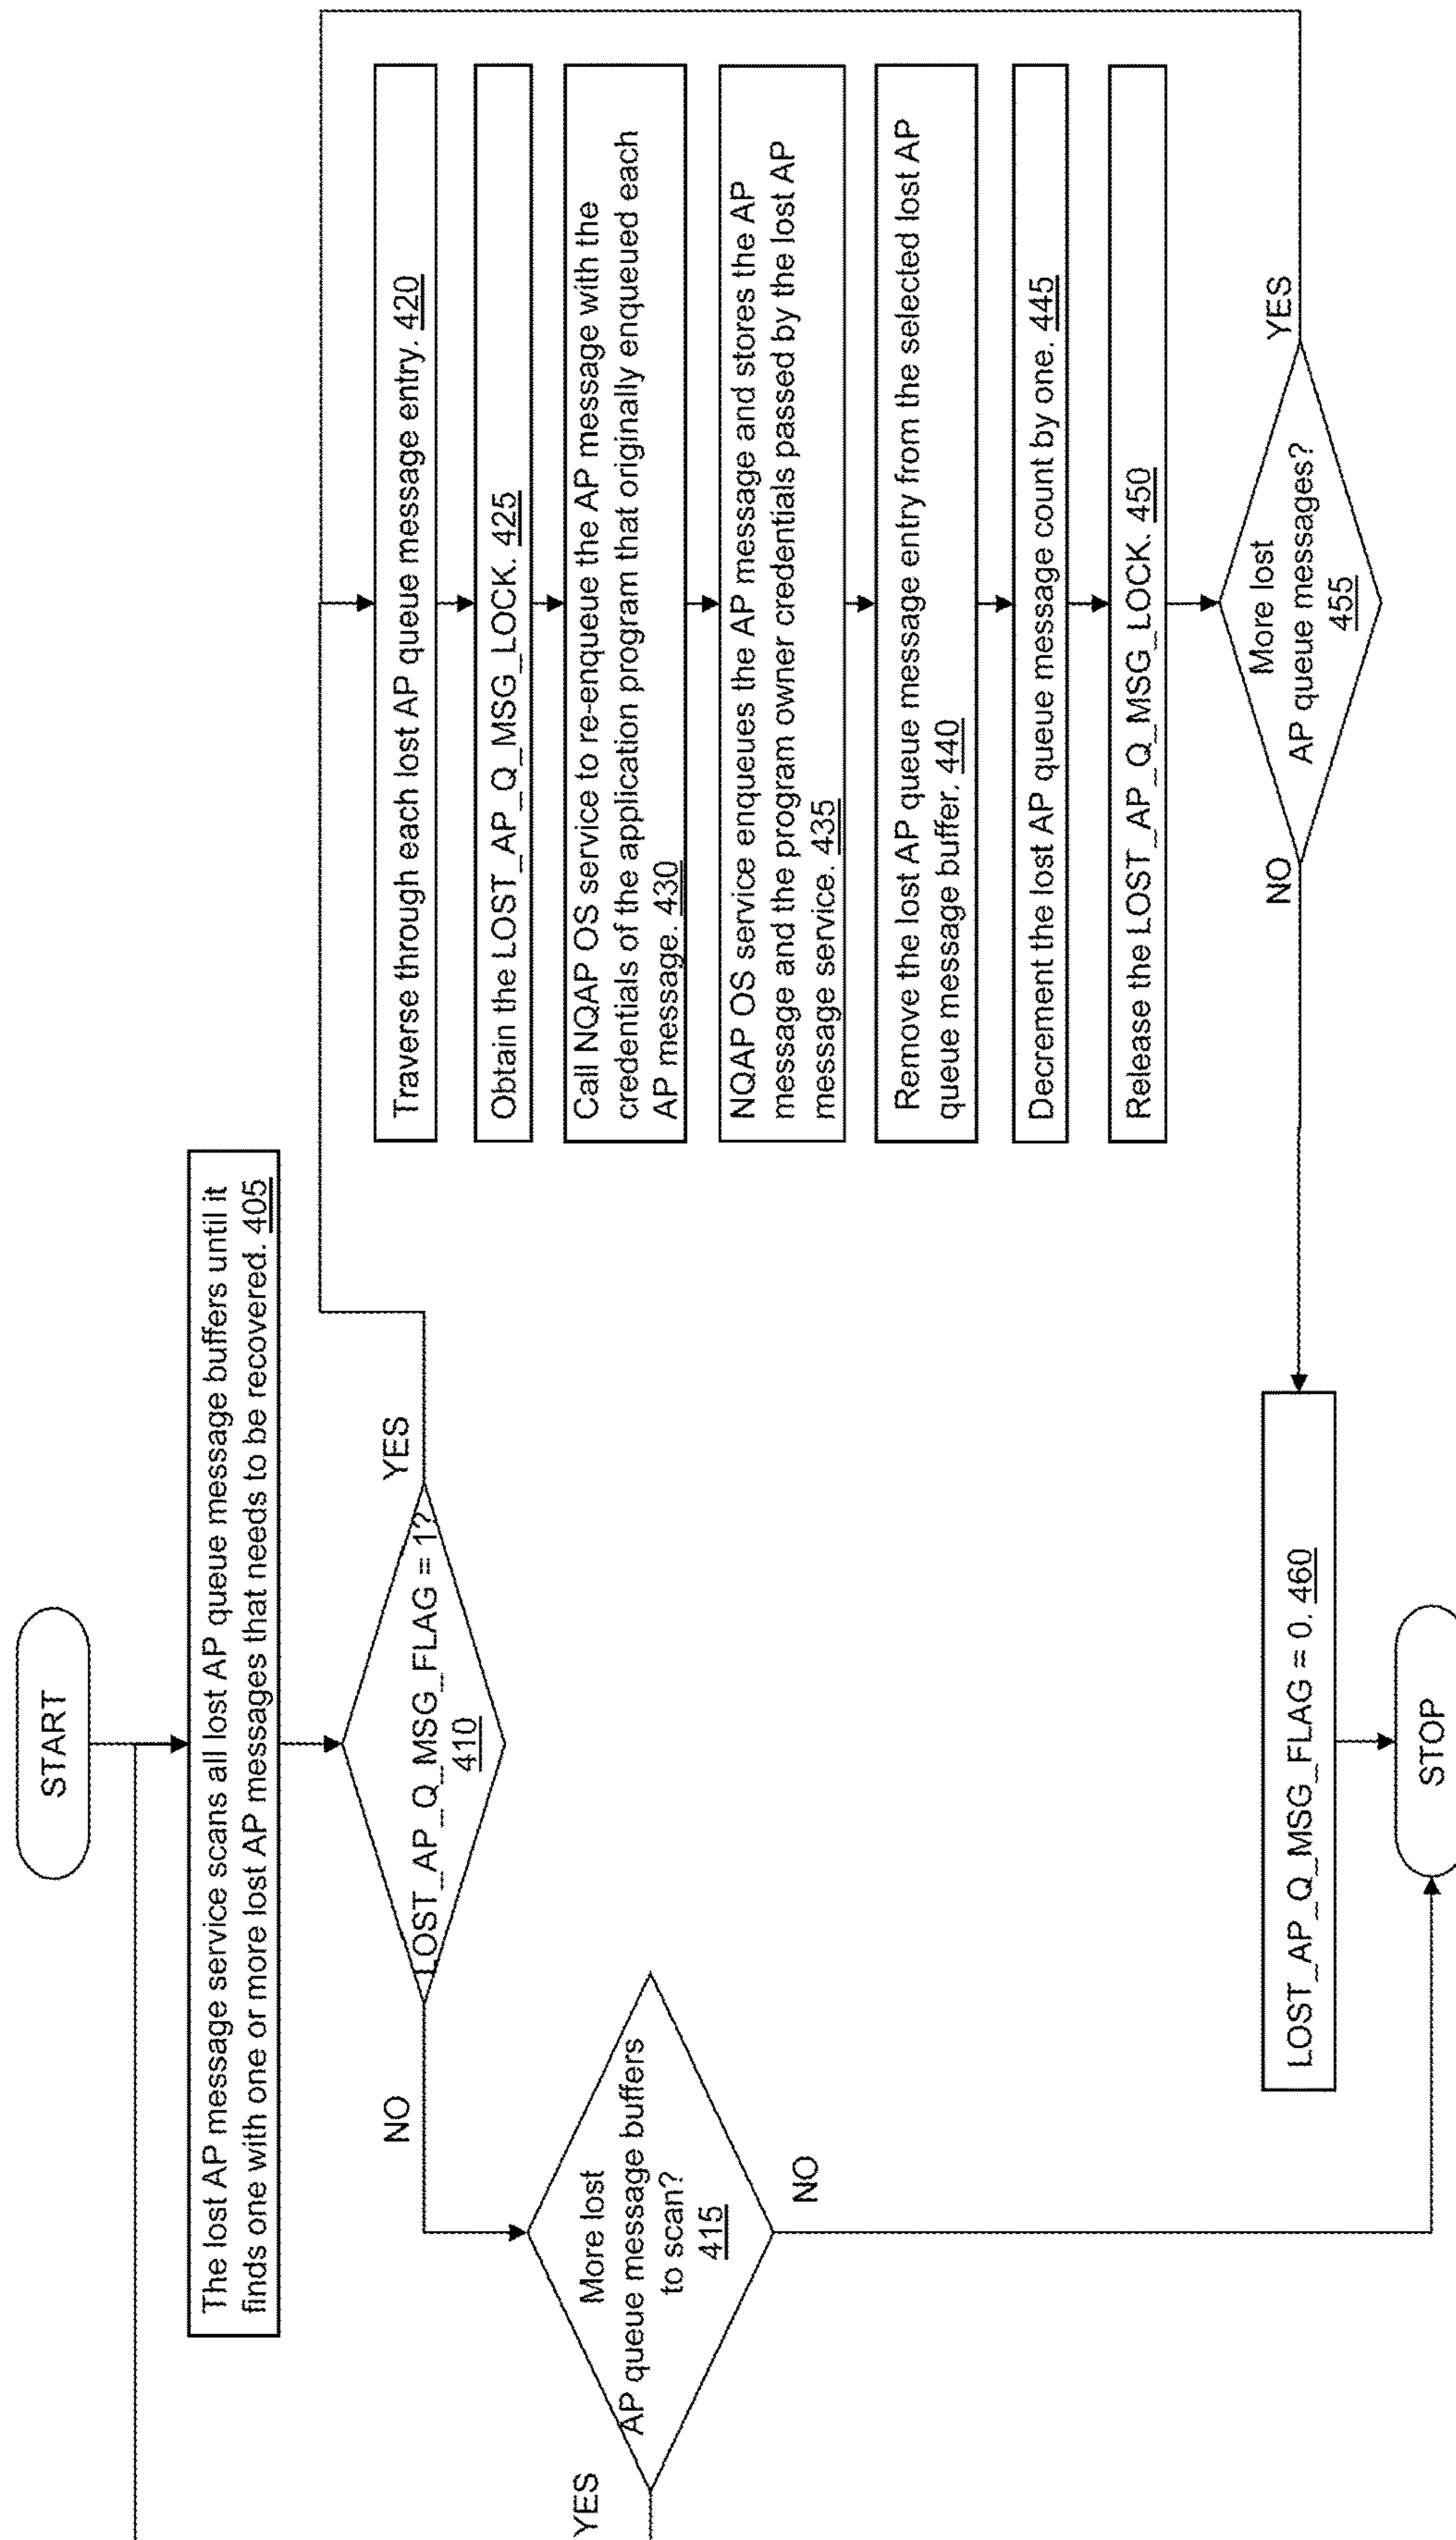 START
The lost AP message service scans all lost AP queue message buffers until it
finds one with one or more lost AP messages that needs to be recovered. 405
LOST_AP_Q_MSG_FLAG = 1?
410
YES
NO
More lost
AP queue message buffers
to scan?
415
YES
NO
Traverse through each lost AP queue message entry. 420
Obtain the LOST_AP_Q_MSG_LOCK. 425
Call NQAP OS service to re-enqueue the AP message with the
credentials of the application program that originally enqueued each
AP message. 430
NQAP OS service enqueues the AP message and stores the AP
message and the program owner credentials passed by the lost AP
message service. 435
Remove the lost AP queue message entry from the selected lost AP
queue message buffer. 440
Decrement the lost AP queue message count by one. 445
Release the LOST_AP_Q_MSG_LOCK. 450
More lost
AP queue messages?
455
YES
NO
LOST_AP_Q_MSG_FLAG = 0. 460
STOP